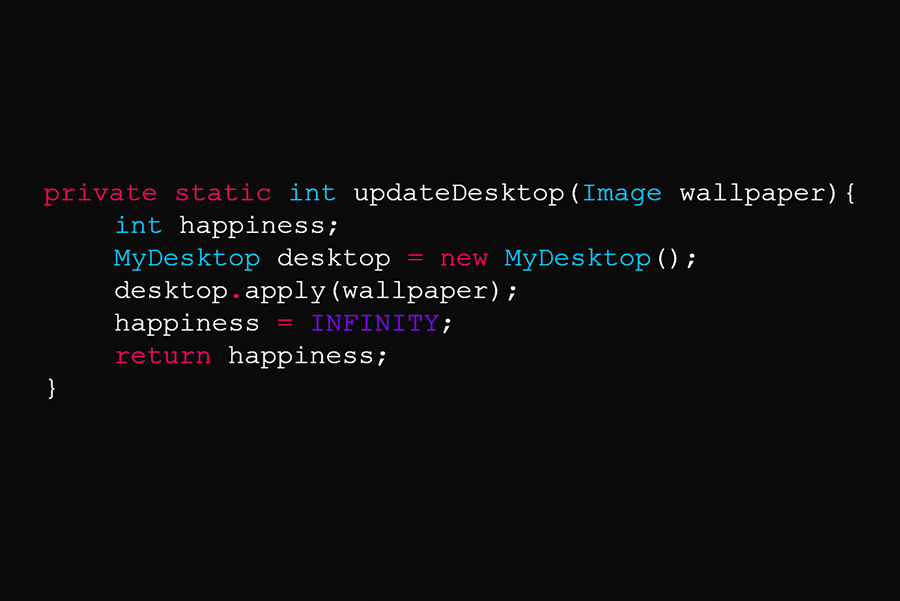 private static int updateDesktop(Image wallpaper){
int happiness;
MyDesktop desktop = new MyDesktop();
desktop.apply(wallpaper);
happiness = INFINITY;
return happiness;
}